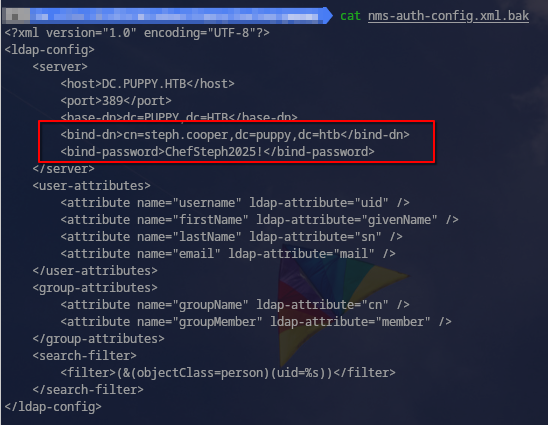 cat nms-auth-config.xml.bak
<?xml version="1.0" encoding="UTF-8"?>
<ldap-config>
    <server>
        <host>DC.PUPPY.HTB</host>
        <port>389</port>
        <base-dn>dc=PUPPY,dc=HTB</base-dn>
        <bind-dn>cn=steph.cooper,dc=puppy,dc=htb</bind-dn>
        <bind-password>ChefSteph2025!</bind-password>
    </server>
    <user-attributes>
        <attribute name="username" ldap-attribute="uid" />
        <attribute name="firstName" ldap-attribute="givenName" />
        <attribute name="lastName" ldap-attribute="sn" />
        <attribute name="email" ldap-attribute="mail" />
    </user-attributes>
    <group-attributes>
        <attribute name="groupName" ldap-attribute="cn" />
        <attribute name="groupMember" ldap-attribute="member" />
    </group-attributes>
    <search-filter>
        <filter>(&(objectClass=person)(uid=%s))</filter>
    </search-filter>
</ldap-config>